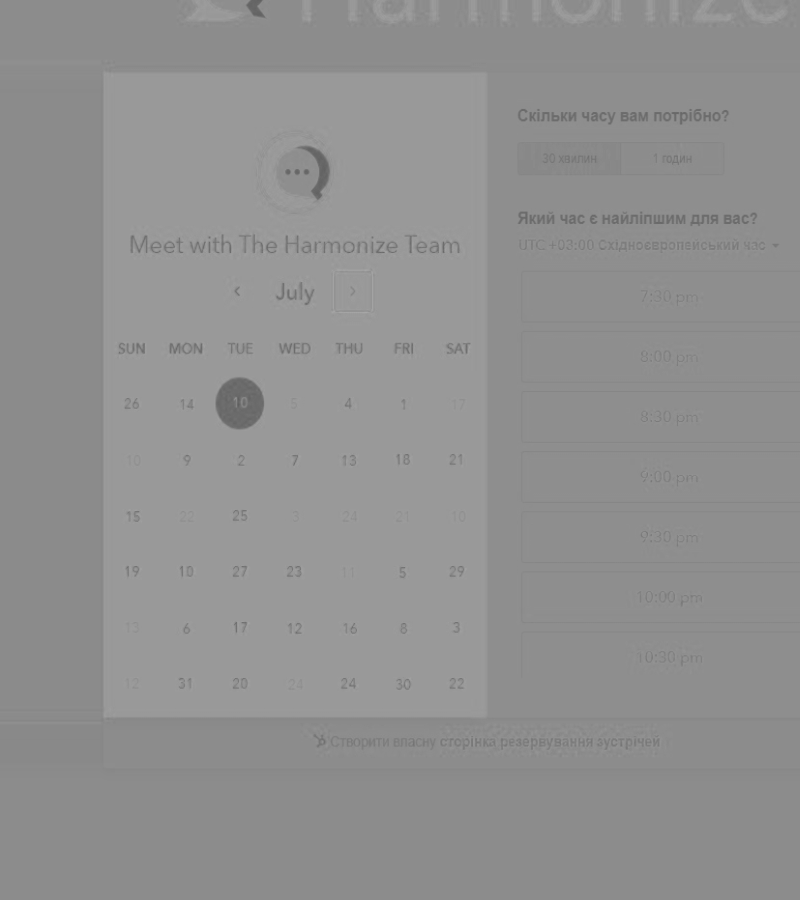 Harmonize
Meet with The Harmonize Team
July
SUN MON TUE WED THU FRI SAT
26 14 10 5 4 1 17
10 9 2 7 13 18 21
15 22 25 3 24 21 10
19 10 27 23 11 5 29
13 6 17 12 16 8 3
12 31 20 24 24 30 22
Скільки часу вам потрібно?
30 хвилин 1 годин
Який час є найліпшим для вас?
UTC +03:00 Східноєвропейський час
7:30 pm
8:00 pm
8:30 pm
9:00 pm
9:30 pm
10:00 pm
10:30 pm
Створити власну сторінка резервування зустрічей